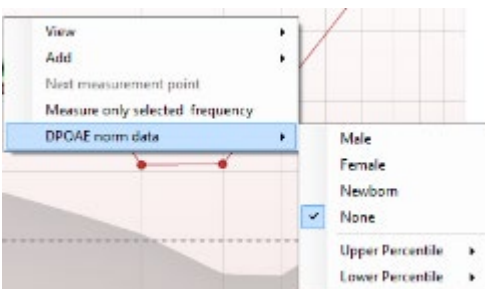 View
Add
Next measurement point
Measure only selected frequency
DPOAE norm data
Male
Female
Newborn
None
Upper Percentile
Lower Percentile